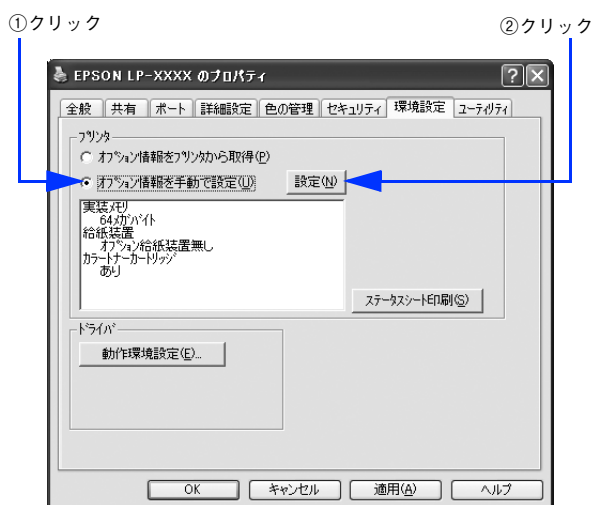 ①クリック
②クリック
EPSON LP-XXXX のプロパティ
全般 共有 ポート 詳細設定 色の管理 セキュリティ 環境設定 ユーティリティ
プリンタ
オプション情報をプリンタから取得(P)
オプション情報を手動で設定(U) 設定(N)
実装メモリ
64メガバイト
給紙装置
オプション給紙装置無し
カラートナーカートリッジ
あり
ステータスシート印刷(S)
ドライバ
動作環境設定(E)...
OK キャンセル 適用(A) ヘルプ